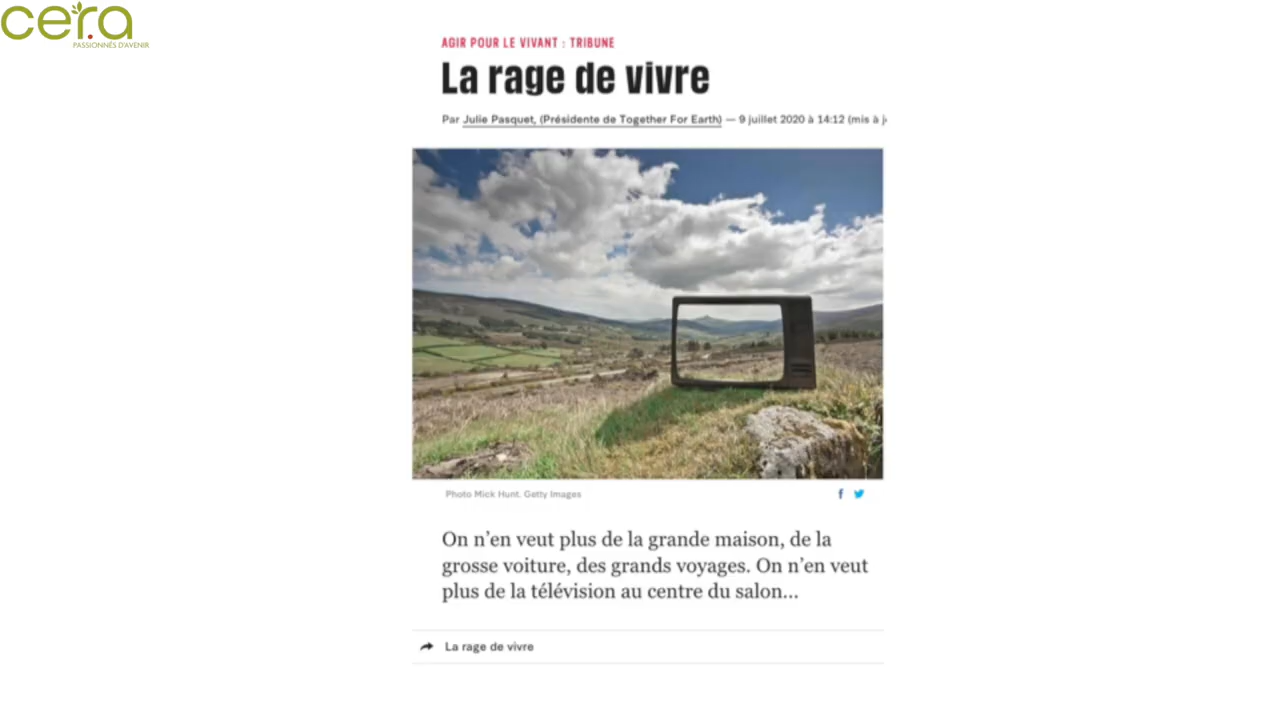 cer.a
PASSIONNÉS D'AVENIR
AGIR POUR LE VIVANT : TRIBUNE
La rage de vivre
Par Julie Pasquet, (Présidente de Together For Earth) — 9 juillet 2020 à 14:12 (mis à
Photo Mick Hunt. Getty Images
On n'en veut plus de la grande maison, de la
grosse voiture, des grands voyages. On n'en veut
plus de la télévision au centre du salon...
La rage de vivre